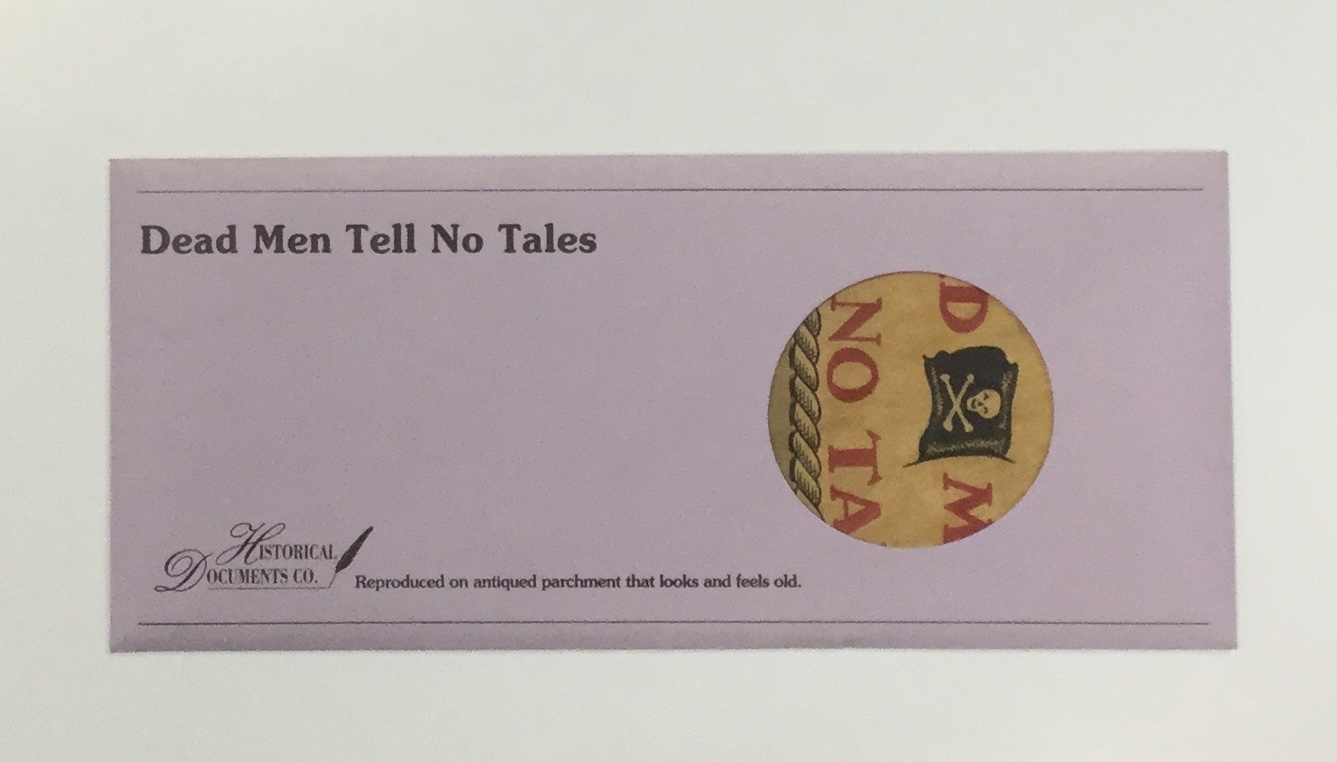 Dead Men Tell No Tales
D
M
NO TA
HISTORICAL
DOCUMENTS CO.
Reproduced on antiqued parchment that looks and feels old.